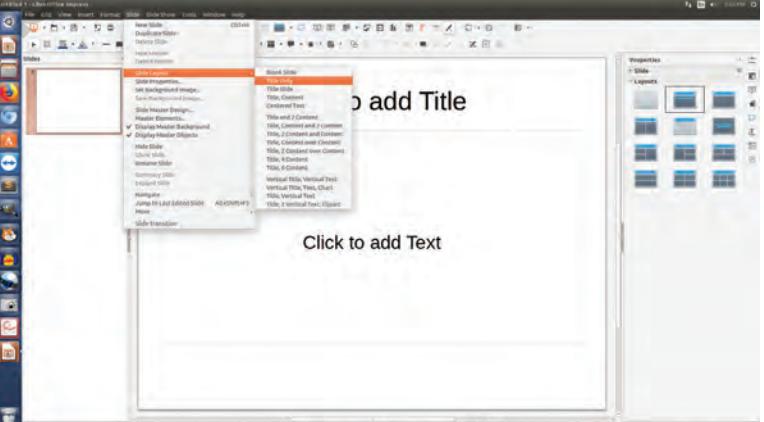 Untitled 1 - LibreOffice Impress
File Edit View Insert Format Slide Slide Show Tools Window Help
New Slide Ctrl+M
Duplicate Slide
Delete Slide
Slide Layout
Slide Properties...
Set Background Image...
Save Background Image...
Slide Master Design...
Master Elements...
Display Master Background
Display Master Objects
Hide Slide
Show Slide
Rename Slide
Summary Slide
Expand Slide
Navigate
Jump to Last Edited Slide Alt+Shift+F5
Move
Slide Transition
Blank Slide
Title Only
Title Slide
Title, Content
Centered Text
Title and 2 Content
Title, Content and 2 Content
Title, 2 Content and Content
Title, Content over Content
Title, 2 Content over Content
Title, 4 Content
Title, 6 Content
Vertical Title, Vertical Text
Vertical Title, Text, Chart
Title, Vertical Text
Title, 2 Vertical Text, Clipart
Slides
to add Title
Click to add Text
Properties
Slide
Layouts